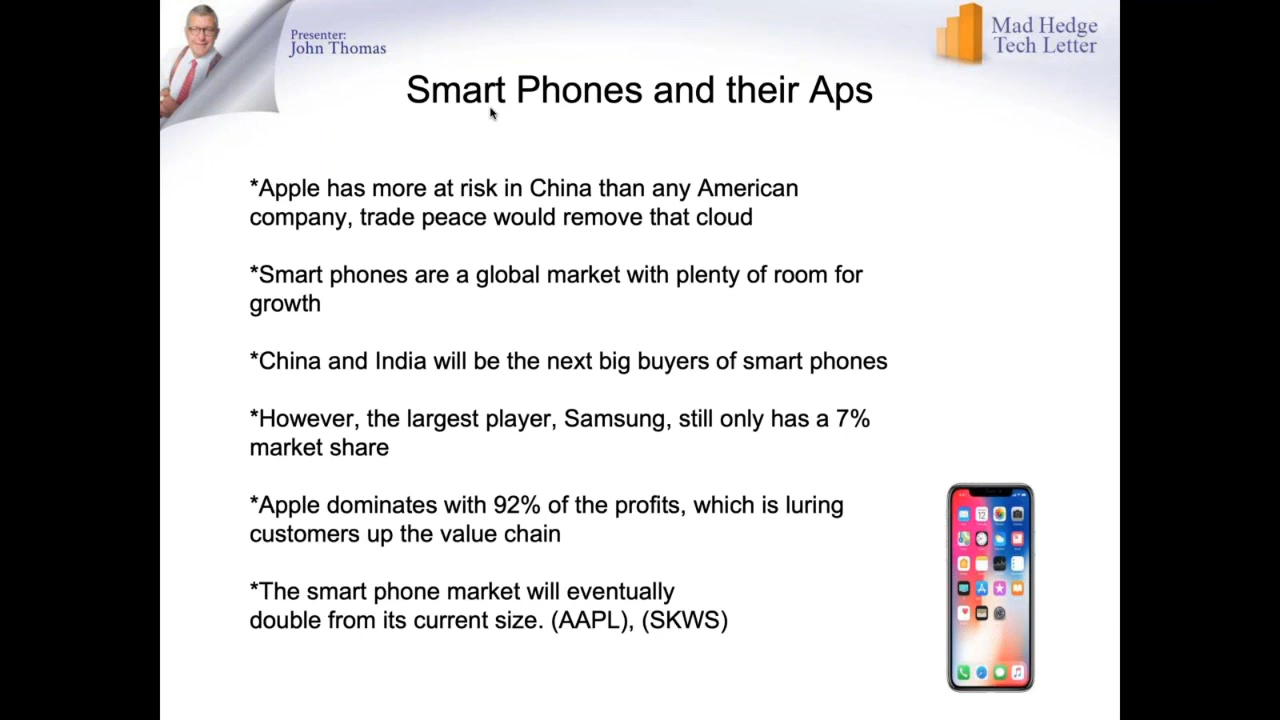 Presenter:
John Thomas
Mad Hedge
Tech Letter
Smart Phones and their Aps
*Apple has more at risk in China than any American
company, trade peace would remove that cloud
*Smart phones are a global market with plenty of room for
growth
*China and India will be the next big buyers of smart phones
*However, the largest player, Samsung, still only has a 7%
market share
*Apple dominates with 92% of the profits, which is luring
customers up the value chain
*The smart phone market will eventually
double from its current size. (AAPL), (SKWS)